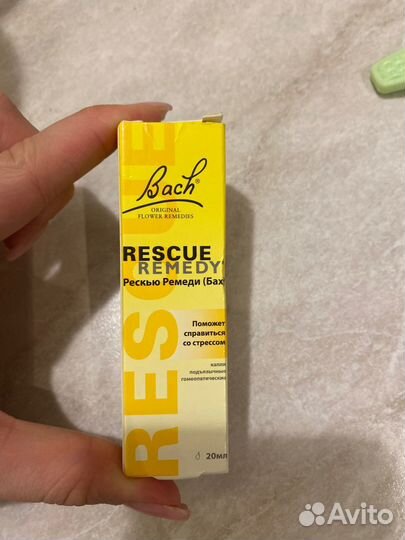 Bach®
ORIGINAL
FLOWER REMEDIES
RESCUE
REMEDY
Рескью Ремеди (Бах
Поможет
справиться
со стрессом
капли
подъязычные
гомеопатические
20мл
RESCUE
Avito